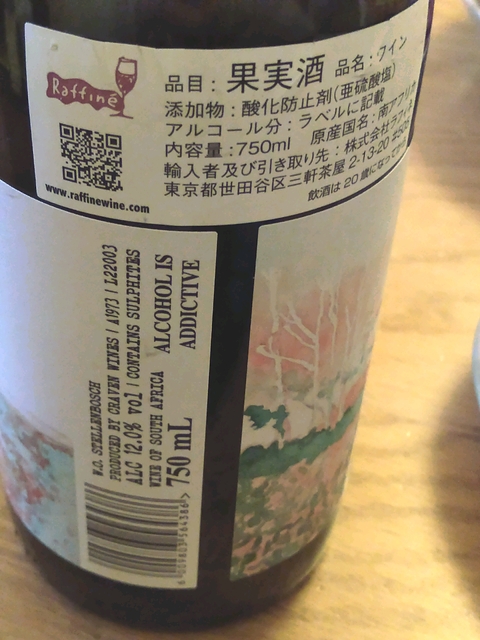 Raffiné
www.raffinewine.com
品目：果実酒 品名：ワイン
添加物：酸化防止剤(亜硫酸塩)
アルコール分：ラベルに記載
内容量：750ml 原産国名：南アフリカ
輸入者及び引き取り先：株式会社ラフィネ
東京都世田谷区三軒茶屋 2-13-20
飲酒は20歳になって
W.O. STELLENBOSCH
PRODUCED BY CRAVEN WINES | A1973 | L22003
ALC 12.0% vol | CONTAINS SULPHITES
WINE OF SOUTH AFRICA
750 mL
ALCOHOL IS
ADDICTIVE
6009803564386